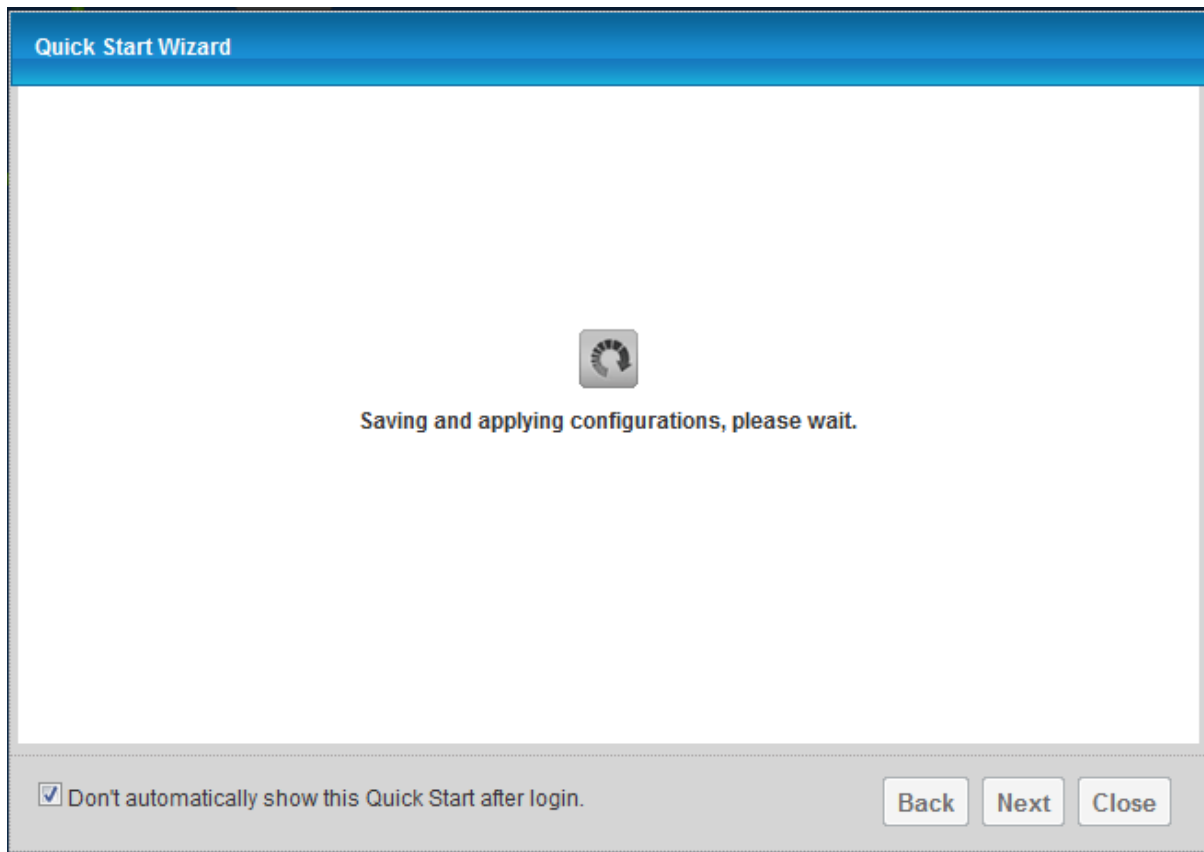 Quick Start Wizard
Saving and applying configurations, please wait.
Don't automatically show this Quick Start after login.
Back Next Close